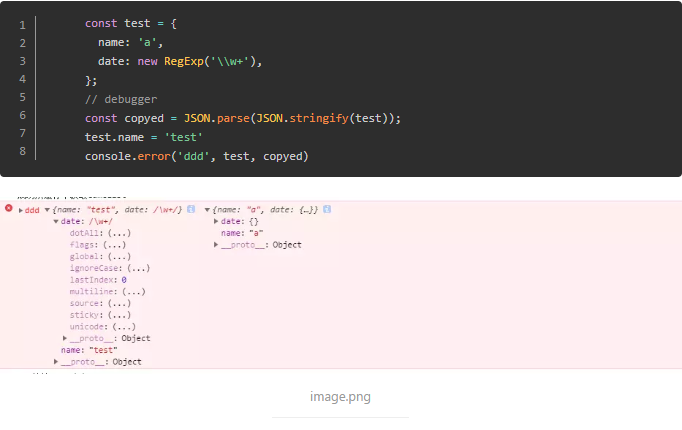 1 const test = {
2 name: 'a',
3 date: new RegExp('\\w+'),
4 };
5 // debugger
6 const copyed = JSON.parse(JSON.stringify(test));
7 test.name = 'test'
8 console.error('ddd', test, copyed)
ddd {name: "test", date: /\w+/} {name: "a", date: {…}}
date: /\w+/ date: {}
dotAll: (...) name: "a"
flags: (...) __proto__: Object
global: (...)
ignoreCase: (...)
lastIndex: 0
multiline: (...)
source: (...)
sticky: (...)
unicode: (...)
__proto__: Object
name: "test"
__proto__: Object
image.png